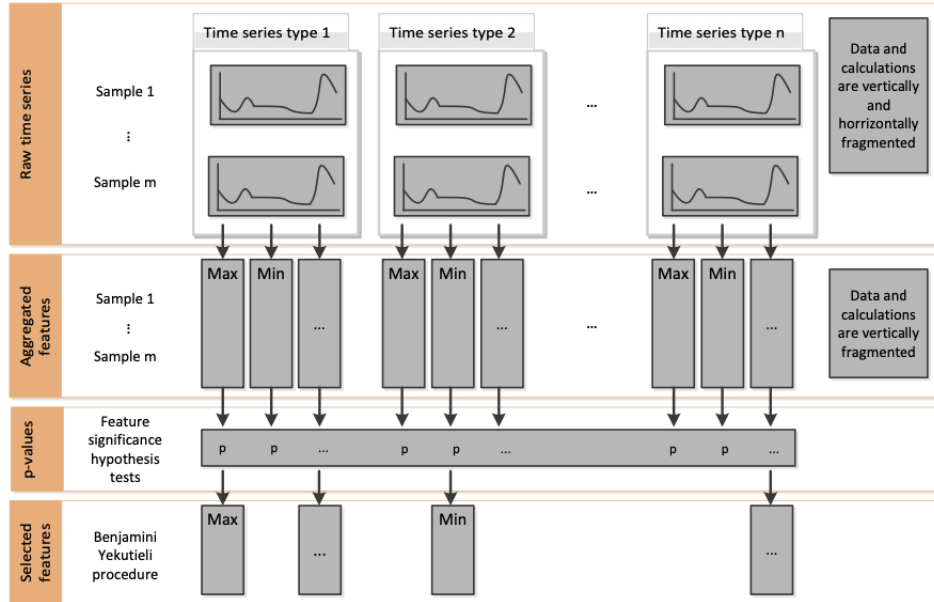 Raw time series
Time series type 1
Time series type 2
Time series type n
Sample 1
...
Sample m
...
...
Data and
calculations
are vertically
and
horrizontally
fragmented
Aggregated
features
Sample 1
...
Sample m
Max
Min
...
Max
Min
...
...
Max
Min
...
Data and
calculations
are vertically
fragmented
p-values
Feature
significance
hypothesis
tests
p
p
...
p
p
...
p
p
...
Selected
features
Benjamini
Yekutieli
procedure
Max
...
Min
...